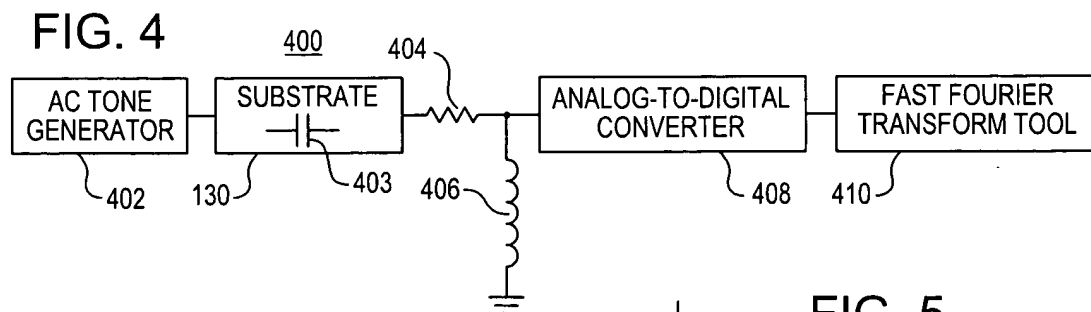 FIG. 4
400
404
AC TONE
GENERATOR
SUBSTRATE
ANALOG-TO-DIGITAL
CONVERTER
FAST FOURIER
TRANSFORM TOOL
402
130
403
406
408
410
FIG. 5